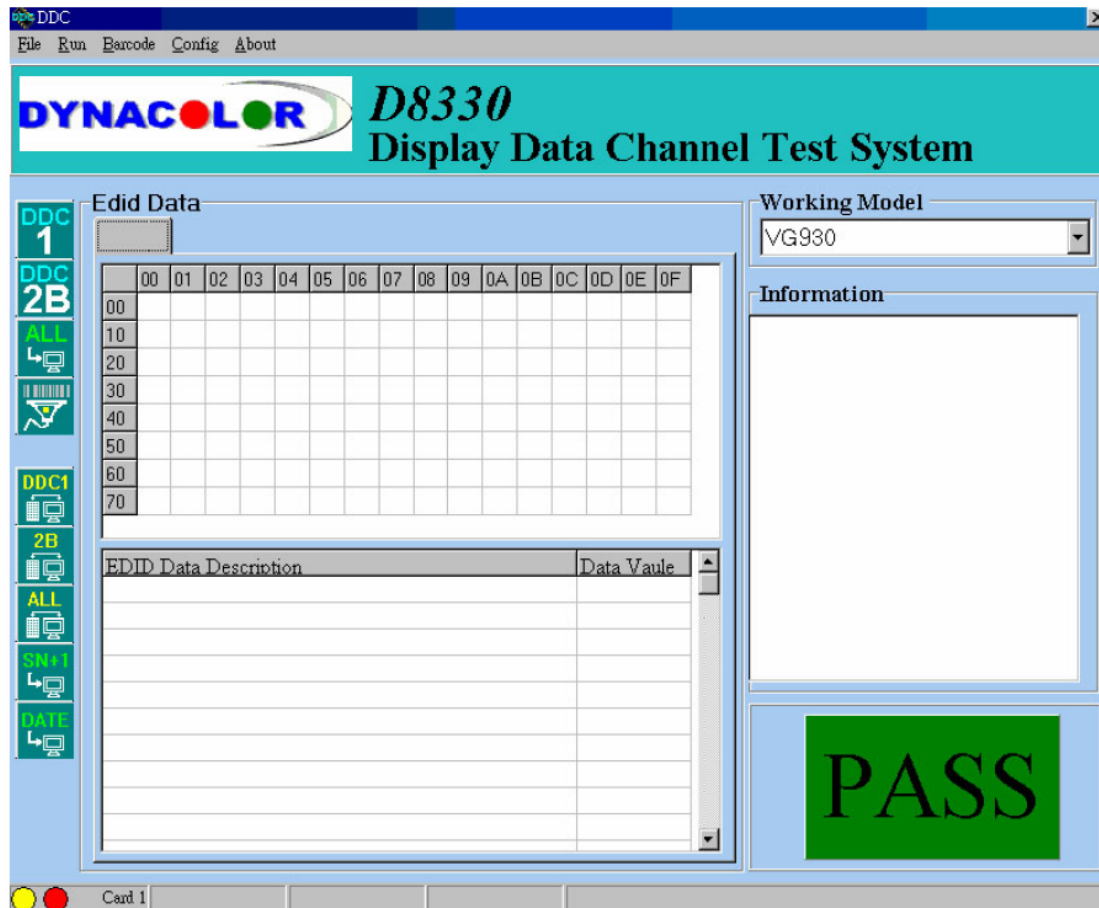 DDC DDC
File Run Barcode Config About
DYNACOLOR
D8330
Display Data Channel Test System
DDC
1
DDC
2B
ALL
DDC1
2B
ALL
SN+1
DATE
Edid Data
00 01 02 03 04 05 06 07 08 09 0A 0B 0C 0D 0E 0F
00
10
20
30
40
50
60
70
EDID Data Description Data Vaule
Working Model
VG930
Information
PASS
Card 1